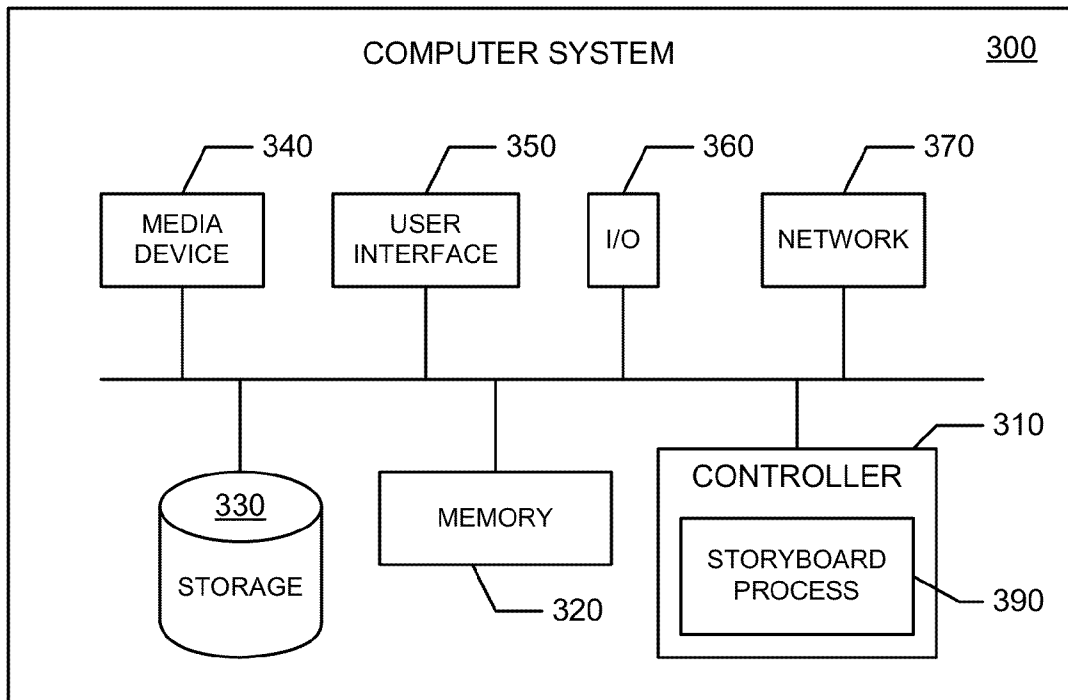 COMPUTER SYSTEM
300
340
350
360
370
MEDIA
DEVICE
USER
INTERFACE
I/O
NETWORK
310
CONTROLLER
330
STORAGE
MEMORY
320
STORYBOARD
PROCESS
390